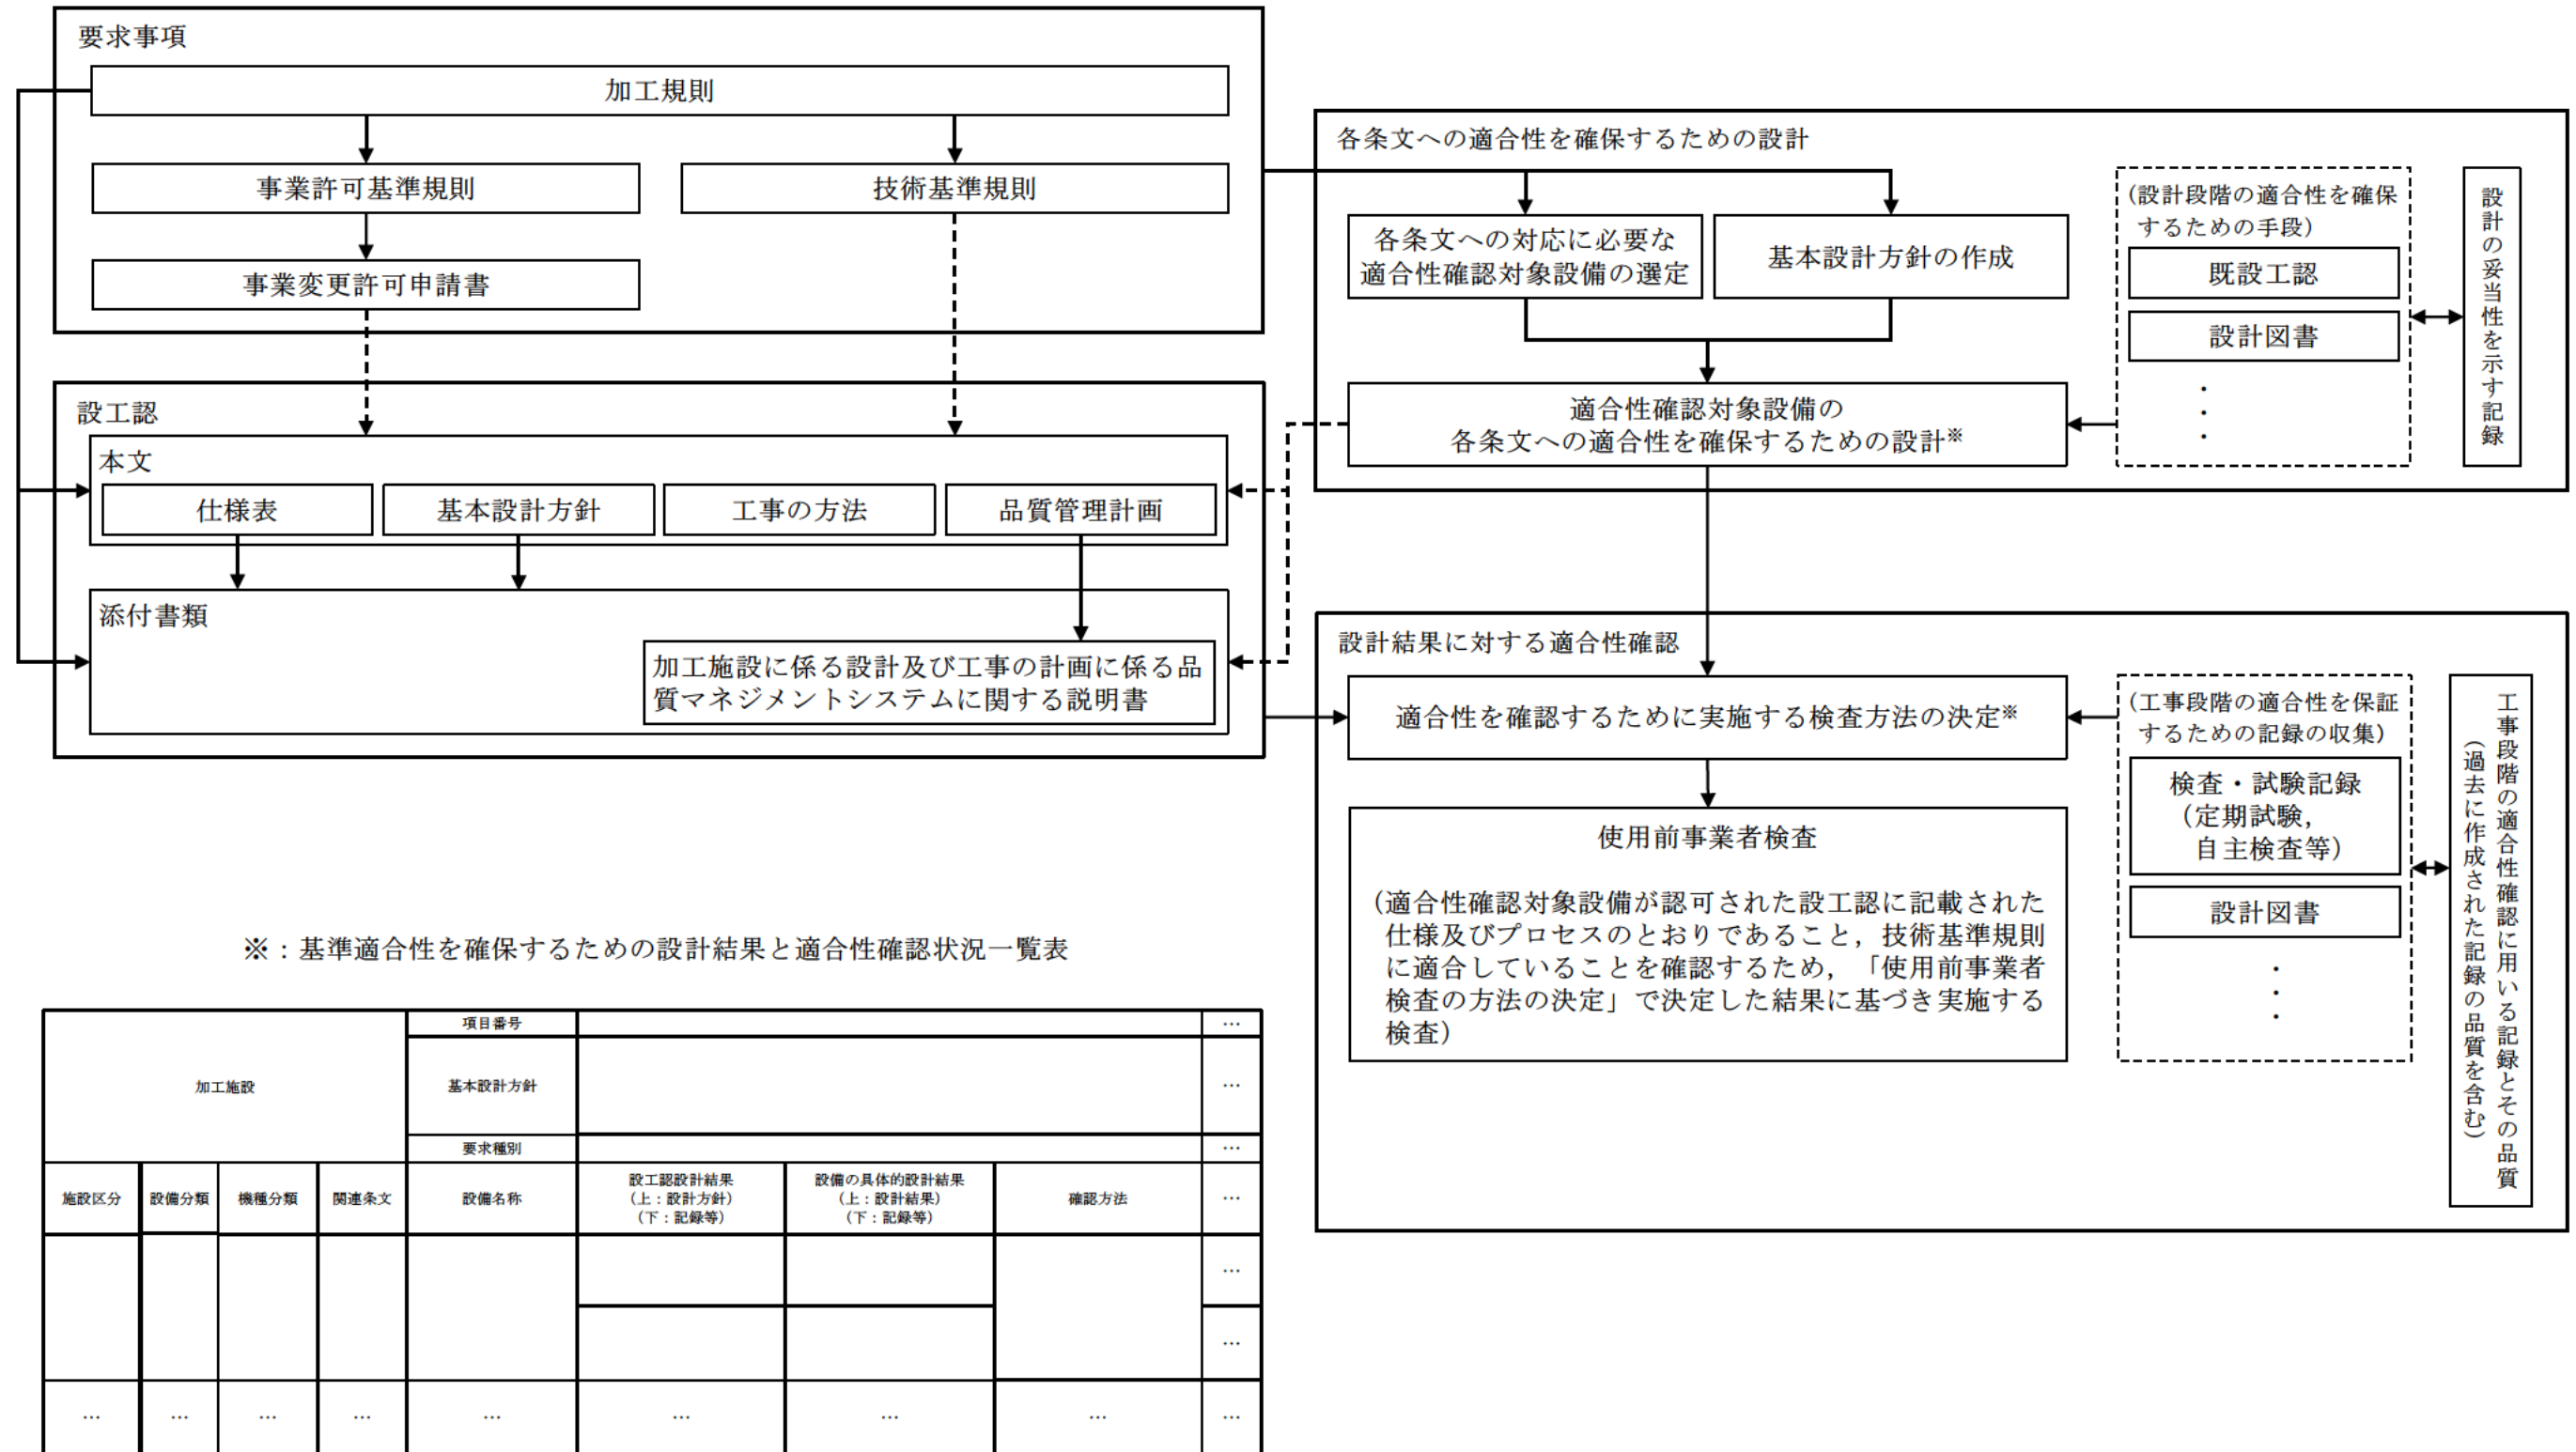 要求事項
加工規則
事業許可基準規則
技術基準規則
事業変更許可申請書
設工認
本文
仕様表
基本設計方針
工事の方法
品質管理計画
添付書類
加工施設に係る設計及び工事の計画に係る品
質マネジメントシステムに関する説明書
各条文への適合性を確保するための設計
各条文への対応に必要な
適合性確認対象設備の選定
基本設計方針の作成
適合性確認対象設備の
各条文への適合性を確保するための設計※
(設計段階の適合性を確保
するための手段)
既設工認
設計図書
・
・
・
設計の妥当性を示す記録
設計結果に対する適合性確認
適合性を確認するために実施する検査方法の決定※
使用前事業者検査
（適合性確認対象設備が認可された設工認に記載された
仕様及びプロセスのとおりであること，技術基準規則
に適合していることを確認するため，「使用前事業者
検査の方法の決定」で決定した結果に基づき実施する
検査）
(工事段階の適合性を保証
するための記録の収集)
検査・試験記録
（定期試験，
自主検査等）
設計図書
・
・
・
工事段階の適合性確認に用いる記録とその品質
（過去に作成された記録の品質を含む）
※：基準適合性を確保するための設計結果と適合性確認状況一覧表
加工施設
項目番号
…
基本設計方針
…
要求種別
…
施設区分
設備分類
機種分類
関連条文
設備名称
設工認設計結果
（上：設計方針）
（下：記録等）
設備の具体的設計結果
（上：設計結果）
（下：記録等）
確認方法
…
…
…
… … … … … … … … …